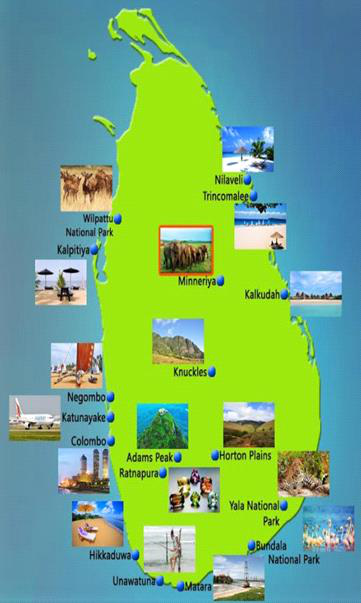 Nilaveli
Trincomalee
Wilpattu
National Park
Kalpitiya
Minneriya
Kalkudah
Knuckles
Negombo
Katunayake
Colombo
Adams Peak
Horton Plains
Ratnapura
Yala National
Park
Bundala
National Park
Hikkaduwa
Unawatuna
Matara